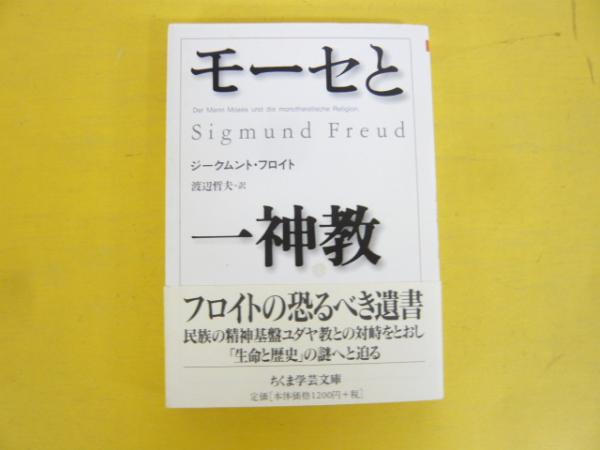 モーセと
Der Mann Moses und die monotheistische Religion.
Sigmund Freud
ジークムント・フロイト
渡辺哲夫・訳
一神教
フロイトの恐るべき遺書
民族の精神基盤ユダヤ教との対峙をとおし
「生命と歴史」の謎へと迫る
ちくま学芸文庫
定価[本体価格1200円+税]